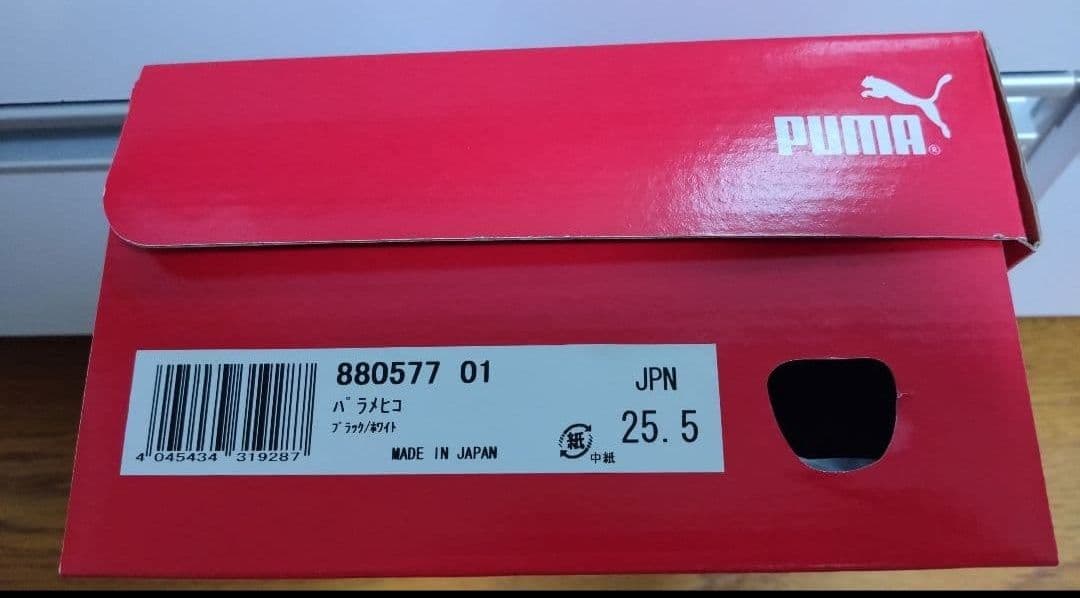 PUMA®
880577 01
パラメヒコ
ブラック/ホワイト
MADE IN JAPAN
4 045434 319287
紙
中紙
JPN
25.5